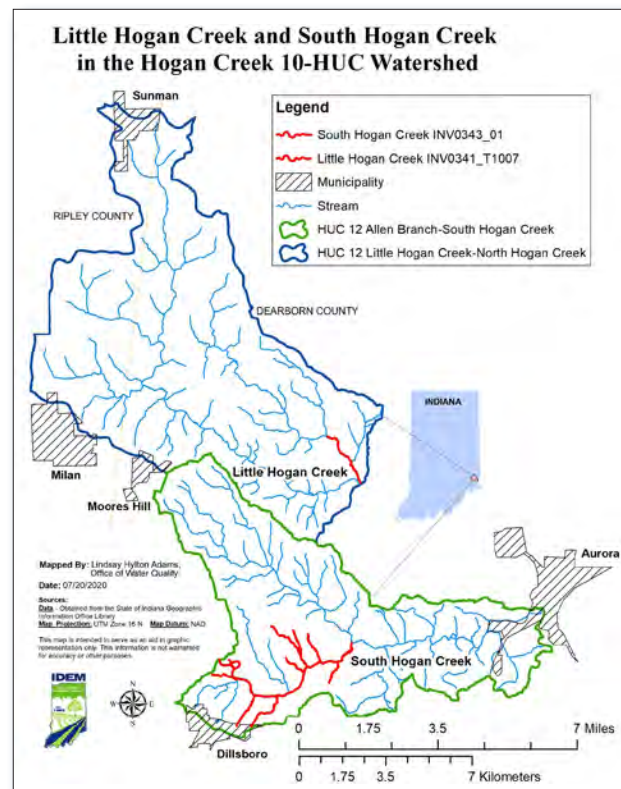 Little Hogan Creek and South Hogan Creek
in the Hogan Creek 10-HUC Watershed
Sunman
Legend
South Hogan Creek INV0343_01
Little Hogan Creek INV0341_T1007
Municipality
Stream
HUC 12 Allen Branch-South Hogan Creek
HUC 12 Little Hogan Creek-North Hogan Creek
RIPLEY COUNTY
DEARBORN COUNTY
INDIANA
Milan
Little Hogan Creek
Moores Hill
Aurora
Mapped By: Lindsay Hylton Adams,
Office of Water Quality
Date: 07/20/2020
Sources:
Data - Obtained from the State of Indiana Geographic
Information Office Library
Map Projection: UTM Zone 16 N Map Datum: NAD
This map is intended to serve as an aid in graphic
representation only. This information is not warranted
for accuracy or other purposes.
South Hogan Creek
IDEM
N
W
E
S
Dillsboro
0 1.75 3.5 7 Miles
0 1.75 3.5 7 Kilometers